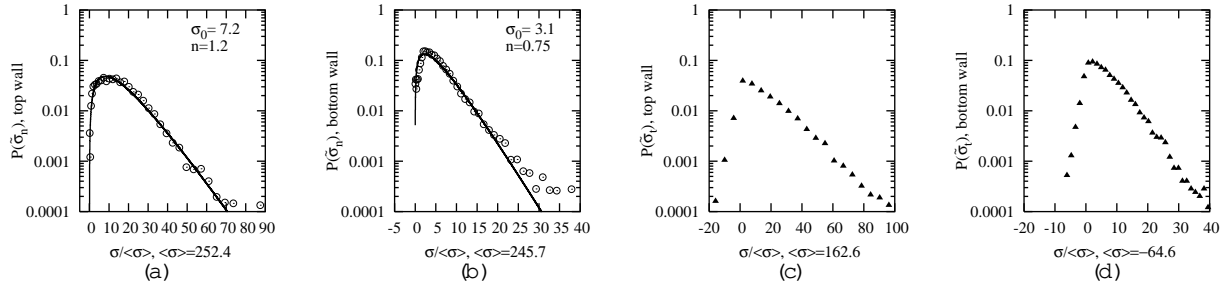 P(σ̃ₙ), top wall
1
0.1
0.01
0.001
0.0001
σ₀= 7.2
n=1.2
0 10 20 30 40 50 60 70 80 90
σ/<σ>, <σ>=252.4
(a)
P(σ̃ₙ), bottom wall
1
0.1
0.01
0.001
0.0001
σ₀= 3.1
n=0.75
-5 0 5 10 15 20 25 30 35 40
σ/<σ>, <σ>=245.7
(b)
P(σ̃ₜ), top wall
1
0.1
0.01
0.001
0.0001
-20 0 20 40 60 80 100
σ/<σ>, <σ>=162.6
(c)
P(σ̃ₜ), bottom wall
1
0.1
0.01
0.001
0.0001
-20 -10 0 10 20 30 40
σ/<σ>, <σ>=−64.6
(d)